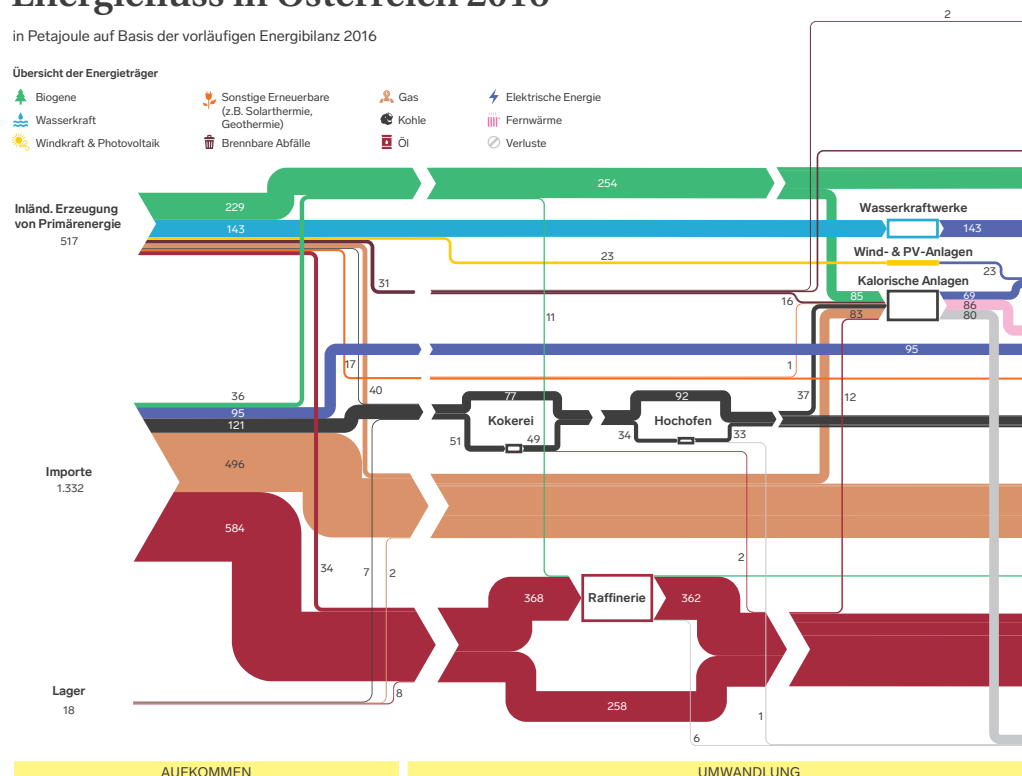 Energiefluss in Österreich 2016
in Petajoule auf Basis der vorläufigen Energibilanz 2016
Übersicht der Energieträger
Biogene
Wasserkraft
Windkraft & Photovoltaik
Sonstige Erneuerbare
(z.B. Solarthermie,
Geothermie)
Brennbare Abfälle
Gas
Kohle
Öl
Elektrische Energie
Fernwärme
Verluste
2
Inländ. Erzeugung
von Primärenergie
517
229
143
254
Wasserkraftwerke
143
Wind- & PV-Anlagen
23
23
Kalorische Anlagen
31
16
85
83
69
86
80
11
95
17
40
1
37
12
36
95
121
77
Kokerei
51
49
92
Hochofen
34
33
Importe
1.332
496
584
34
7
2
2
368
Raffinerie
362
Lager
18
8
258
1
6
AUFKOMMEN
UMWANDLUNG